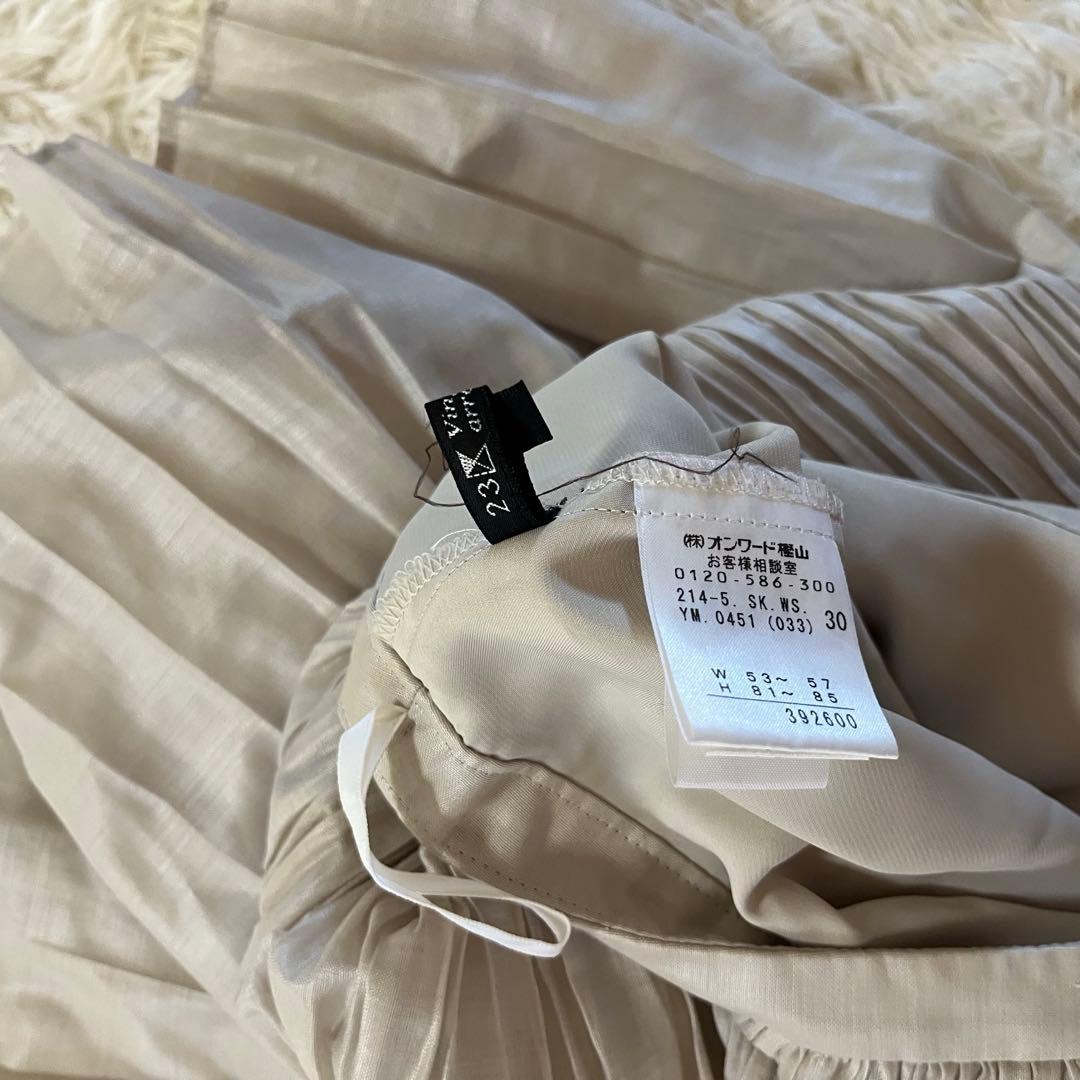 23区
(株)オンワード樫山
お客様相談室
0120-586-300
214-5. SK.WS.
YM.0451 (033) 30
W 53~ 57
H 81~ 85
392600